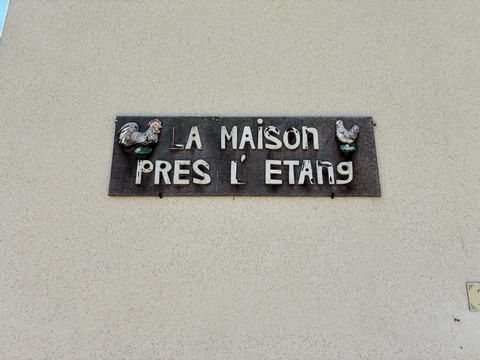 LA MAiSOn
PRES L' ETAng